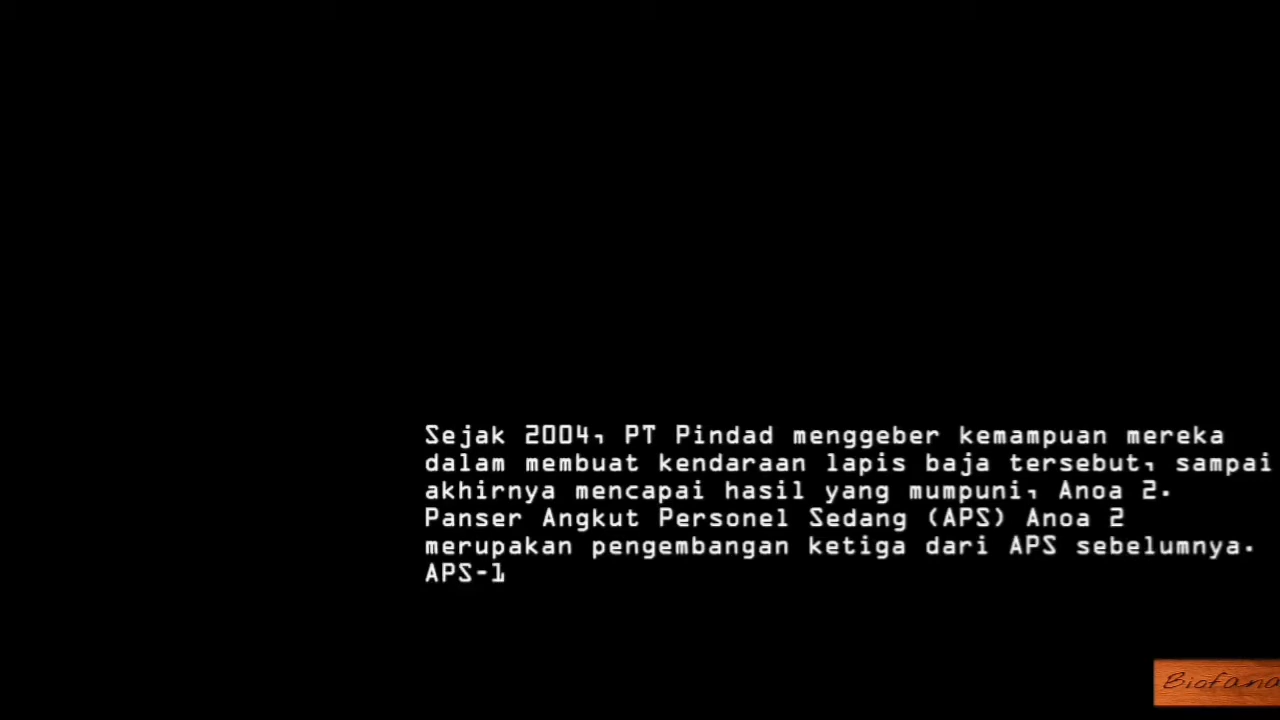 Sejak 2004, PT Pindad menggeber kemampuan mereka
dalam membuat kendaraan lapis baja tersebut, sampai
akhirnya mencapai hasil yang mumpuni, Anoa 2.
Panser Angkut Personel Sedang (APS) Anoa 2
merupakan pengembangan ketiga dari APS sebelumnya.
APS-1
Biofana